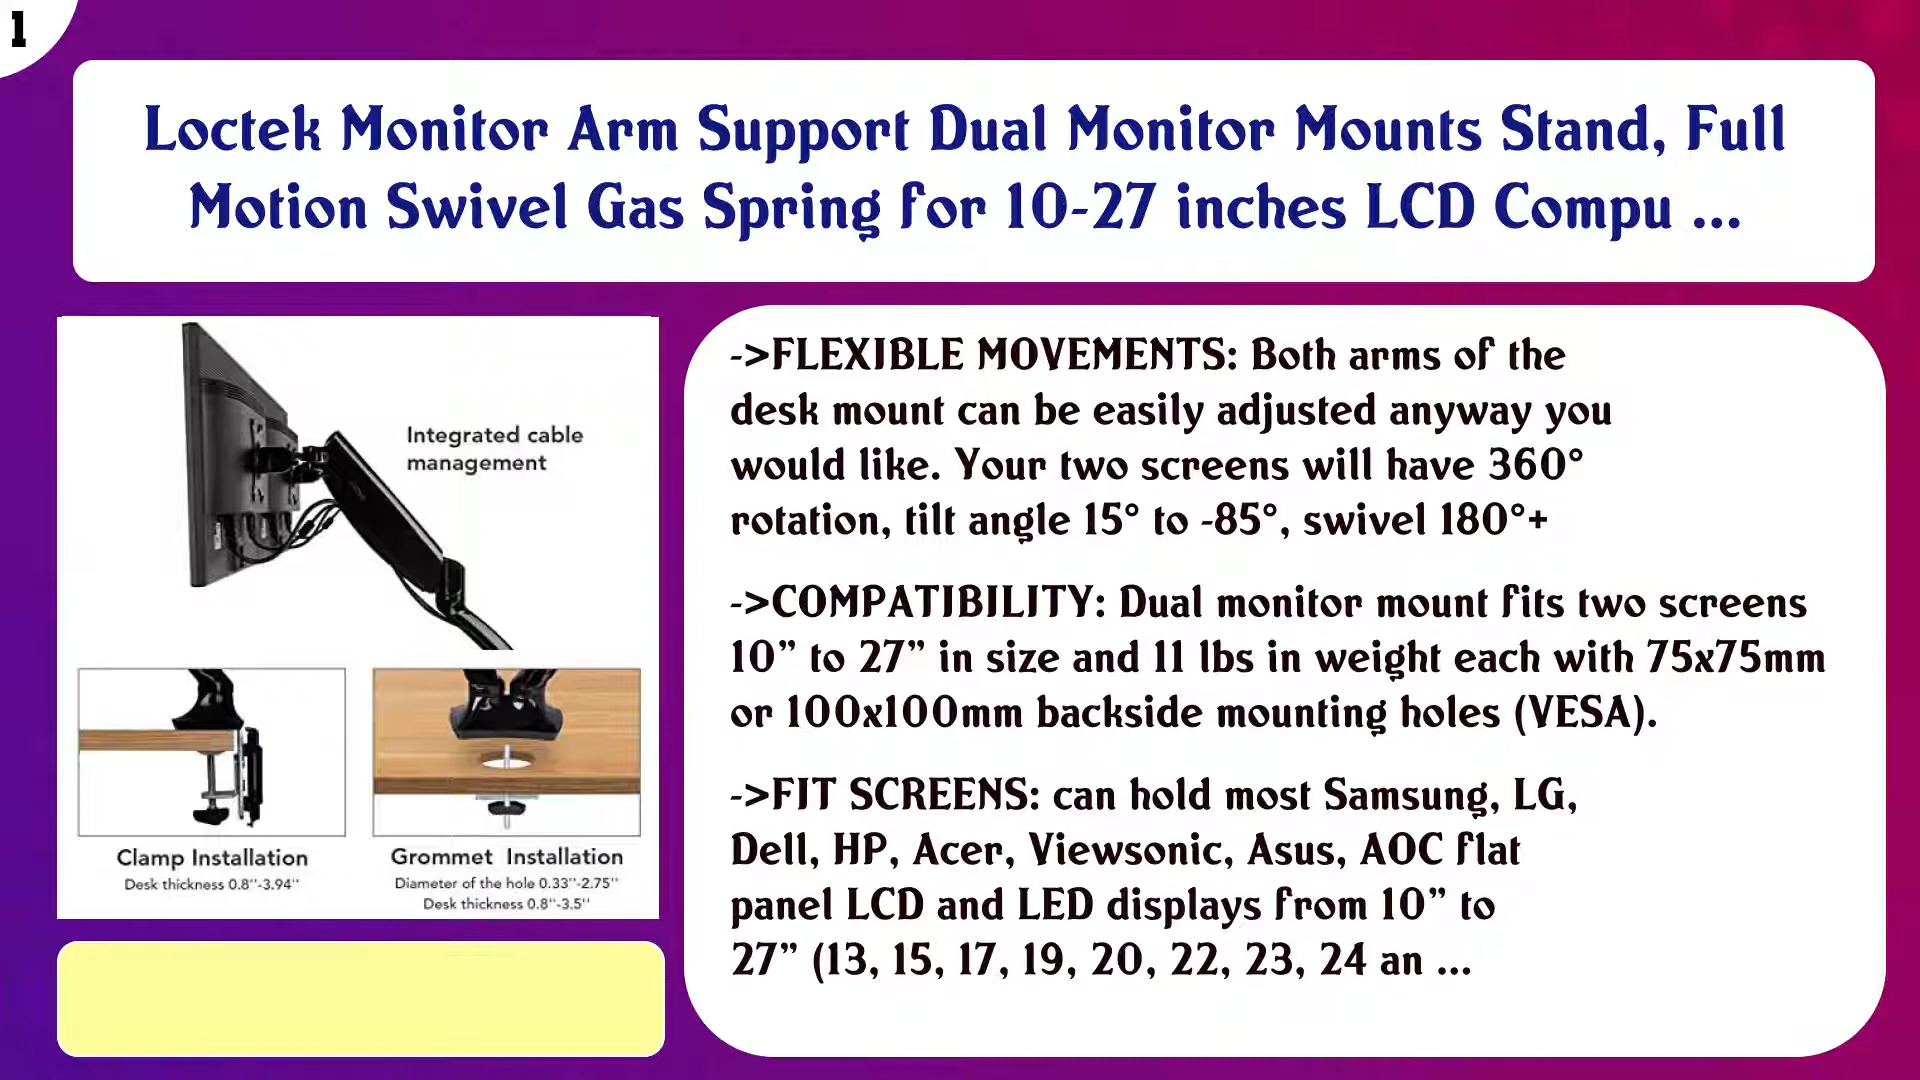 1
Loctek Monitor Arm Support Dual Monitor Mounts Stand, Full
Motion Swivel Gas Spring for 10-27 inches LCD Compu ...
Integrated cable
management
Clamp Installation
Desk thickness 0.8''-3.94''
Grommet Installation
Diameter of the hole 0.33''-2.75''
Desk thickness 0.8''-3.5''
->FLEXIBLE MOVEMENTS: Both arms of the
desk mount can be easily adjusted anyway you
would like. Your two screens will have 360°
rotation, tilt angle 15° to -85°, swivel 180°+
->COMPATIBILITY: Dual monitor mount fits two screens
10” to 27” in size and 11 lbs in weight each with 75x75mm
or 100x100mm backside mounting holes (VESA).
->FIT SCREENS: can hold most Samsung, LG,
Dell, HP, Acer, Viewsonic, Asus, AOC flat
panel LCD and LED displays from 10” to
27” (13, 15, 17, 19, 20, 22, 23, 24 an ...